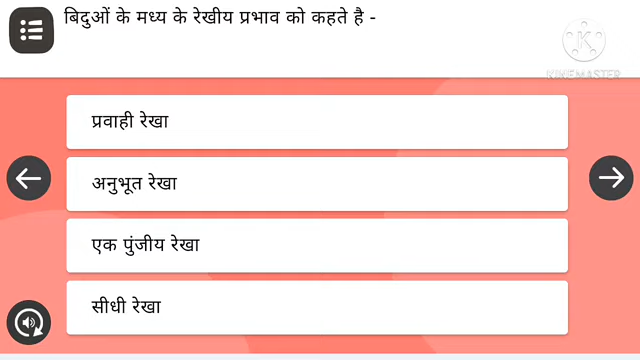 बिदुओं के मध्य के रेखीय प्रभाव को कहते है -
KINEMASTER
प्रवाही रेखा
अनुभूत रेखा
एक पुंजीय रेखा
सीधी रेखा